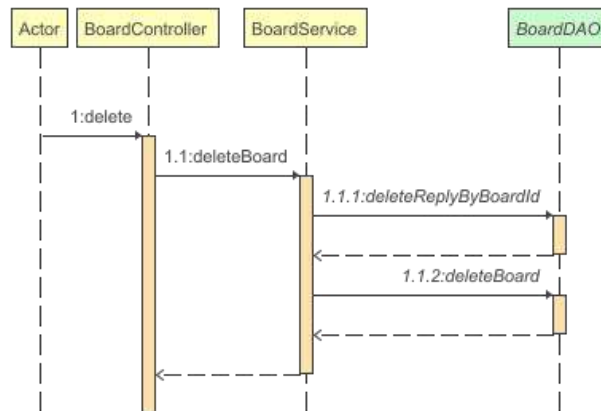 Actor
BoardController
BoardService
BoardDAO
1:delete
1.1:deleteBoard
1.1.1:deleteReplyByBoardId
1.1.2:deleteBoard